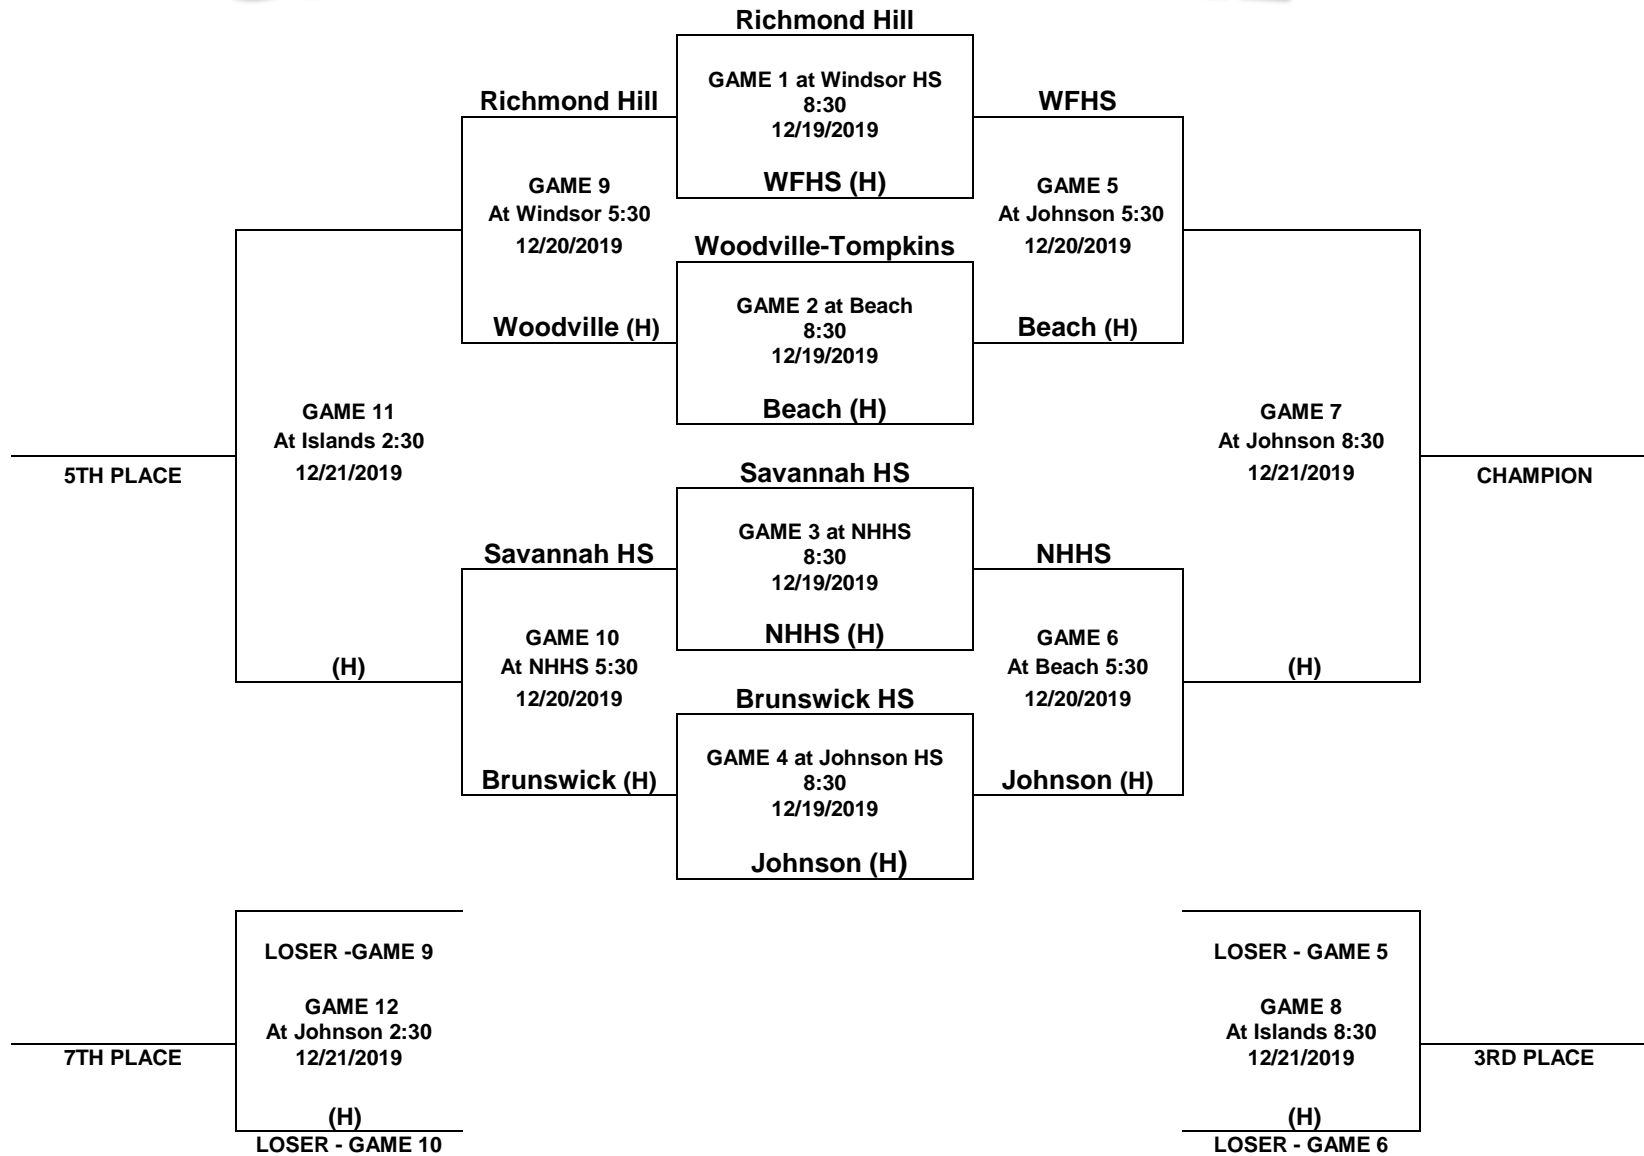 Richmond Hill
GAME 1 at Windsor HS
8:30
12/19/2019
WFHS (H)
Richmond Hill
WFHS
GAME 9
At Windsor 5:30
12/20/2019
GAME 5
At Johnson 5:30
12/20/2019
Woodville-Tompkins
GAME 2 at Beach
8:30
12/19/2019
Beach (H)
Woodville (H)
Beach (H)
GAME 11
At Islands 2:30
12/21/2019
GAME 7
At Johnson 8:30
12/21/2019
5TH PLACE
CHAMPION
Savannah HS
GAME 3 at NHHS
8:30
12/19/2019
NHHS (H)
Savannah HS
NHHS
GAME 10
At NHHS 5:30
12/20/2019
GAME 6
At Beach 5:30
12/20/2019
(H)
(H)
Brunswick HS
GAME 4 at Johnson HS
8:30
12/19/2019
Johnson (H)
Brunswick (H)
Johnson (H)
LOSER -GAME 9
GAME 12
At Johnson 2:30
12/21/2019
(H)
LOSER - GAME 10
7TH PLACE
LOSER - GAME 5
GAME 8
At Islands 8:30
12/21/2019
(H)
LOSER - GAME 6
3RD PLACE